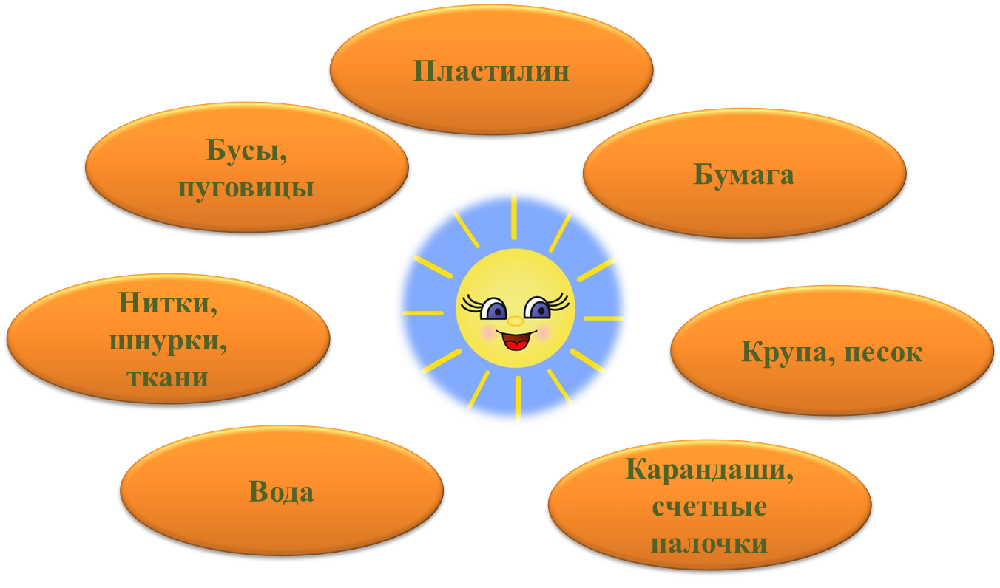 Пластилин
Бусы,
пуговицы
Бумага
Нитки,
шнурки,
ткани
Крупа, песок
Вода
Карандаши,
счетные
палочки